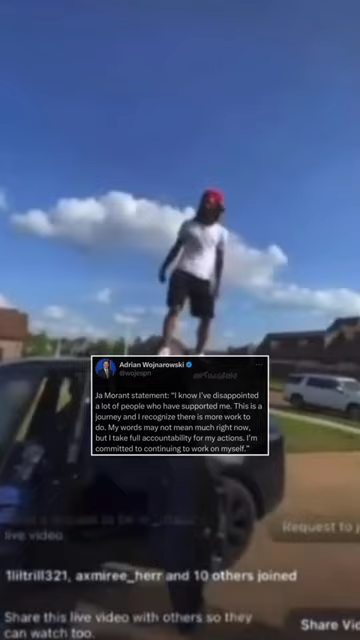 Adrian Wojnarowski
@wojespn
Ja Morant statement: "I know I've disappointed
a lot of people who have supported me. This is a
journey and I recognize there is more work to
do. My words may not mean much right now,
but I take full accountability for my actions. I'm
committed to continuing to work on myself."
live video.
Request to j
1liltrill321, axmiree_herr and 10 others joined
Share this live video with others so they
can watch too.
Share Vid